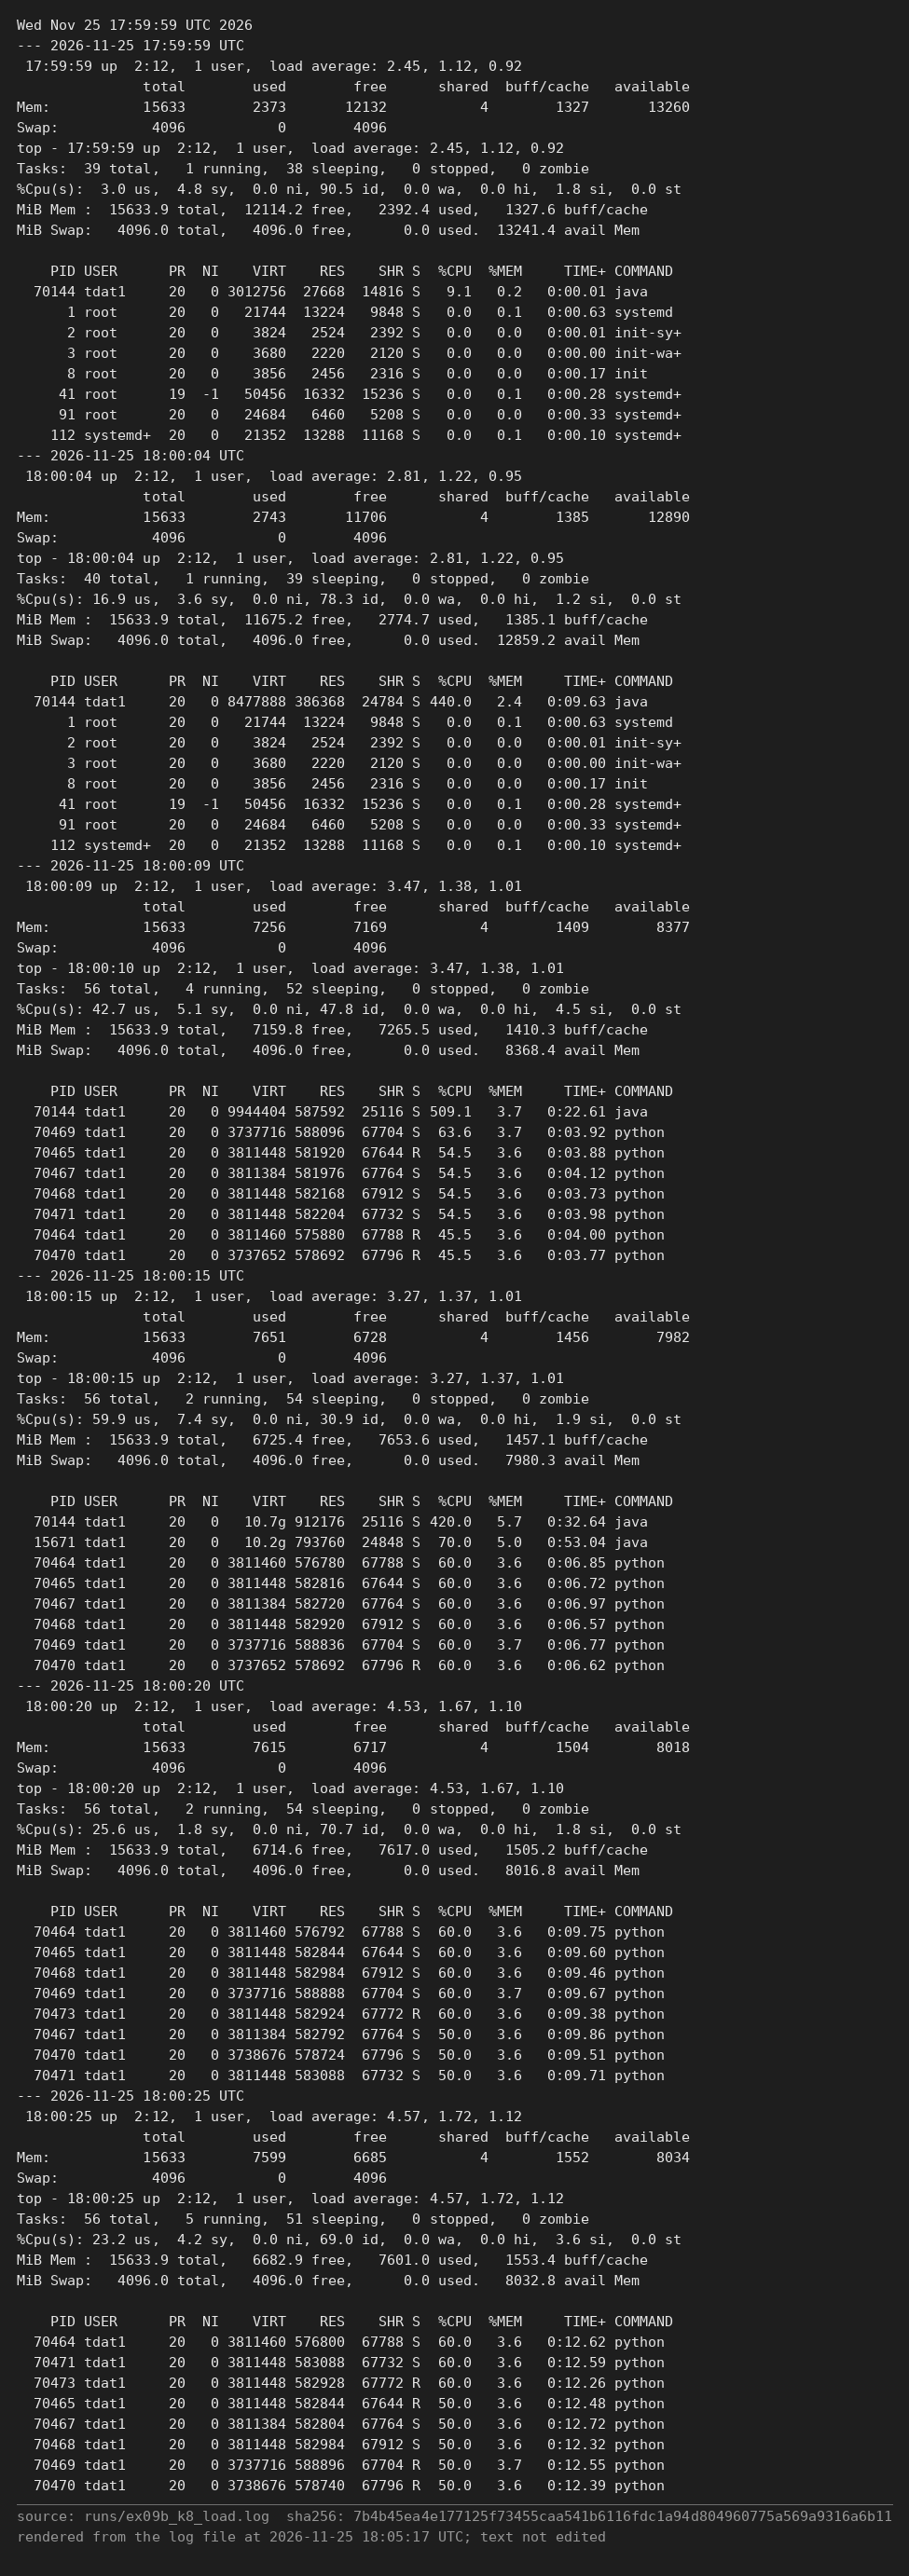 Wed Nov 25 17:59:59 UTC 2026
--- 2026-11-25 17:59:59 UTC
 17:59:59 up  2:12,  1 user,  load average: 2.45, 1.12, 0.92
               total        used        free      shared  buff/cache   available
Mem:           15633        2373       12132           4        1327       13260
Swap:           4096           0        4096
top - 17:59:59 up  2:12,  1 user,  load average: 2.45, 1.12, 0.92
Tasks:  39 total,   1 running,  38 sleeping,   0 stopped,   0 zombie
%Cpu(s):  3.0 us,  4.8 sy,  0.0 ni, 90.5 id,  0.0 wa,  0.0 hi,  1.8 si,  0.0 st
MiB Mem :  15633.9 total,  12114.2 free,   2392.4 used,   1327.6 buff/cache
MiB Swap:   4096.0 total,   4096.0 free,      0.0 used.  13241.4 avail Mem

    PID USER      PR  NI    VIRT    RES    SHR S  %CPU  %MEM     TIME+ COMMAND
  70144 tdat1     20   0 3012756  27668  14816 S   9.1   0.2   0:00.01 java
      1 root      20   0   21744  13224   9848 S   0.0   0.1   0:00.63 systemd
      2 root      20   0    3824   2524   2392 S   0.0   0.0   0:00.01 init-sy+
      3 root      20   0    3680   2220   2120 S   0.0   0.0   0:00.00 init-wa+
      8 root      20   0    3856   2456   2316 S   0.0   0.0   0:00.17 init
     41 root      19  -1   50456  16332  15236 S   0.0   0.1   0:00.28 systemd+
     91 root      20   0   24684   6460   5208 S   0.0   0.0   0:00.33 systemd+
    112 systemd+  20   0   21352  13288  11168 S   0.0   0.1   0:00.10 systemd+
--- 2026-11-25 18:00:04 UTC
 18:00:04 up  2:12,  1 user,  load average: 2.81, 1.22, 0.95
               total        used        free      shared  buff/cache   available
Mem:           15633        2743       11706           4        1385       12890
Swap:           4096           0        4096
top - 18:00:04 up  2:12,  1 user,  load average: 2.81, 1.22, 0.95
Tasks:  40 total,   1 running,  39 sleeping,   0 stopped,   0 zombie
%Cpu(s): 16.9 us,  3.6 sy,  0.0 ni, 78.3 id,  0.0 wa,  0.0 hi,  1.2 si,  0.0 st
MiB Mem :  15633.9 total,  11675.2 free,   2774.7 used,   1385.1 buff/cache
MiB Swap:   4096.0 total,   4096.0 free,      0.0 used.  12859.2 avail Mem

    PID USER      PR  NI    VIRT    RES    SHR S  %CPU  %MEM     TIME+ COMMAND
  70144 tdat1     20   0 8477888 386368  24784 S 440.0   2.4   0:09.63 java
      1 root      20   0   21744  13224   9848 S   0.0   0.1   0:00.63 systemd
      2 root      20   0    3824   2524   2392 S   0.0   0.0   0:00.01 init-sy+
      3 root      20   0    3680   2220   2120 S   0.0   0.0   0:00.00 init-wa+
      8 root      20   0    3856   2456   2316 S   0.0   0.0   0:00.17 init
     41 root      19  -1   50456  16332  15236 S   0.0   0.1   0:00.28 systemd+
     91 root      20   0   24684   6460   5208 S   0.0   0.0   0:00.33 systemd+
    112 systemd+  20   0   21352  13288  11168 S   0.0   0.1   0:00.10 systemd+
--- 2026-11-25 18:00:09 UTC
 18:00:09 up  2:12,  1 user,  load average: 3.47, 1.38, 1.01
               total        used        free      shared  buff/cache   available
Mem:           15633        7256        7169           4        1409        8377
Swap:           4096           0        4096
top - 18:00:10 up  2:12,  1 user,  load average: 3.47, 1.38, 1.01
Tasks:  56 total,   4 running,  52 sleeping,   0 stopped,   0 zombie
%Cpu(s): 42.7 us,  5.1 sy,  0.0 ni, 47.8 id,  0.0 wa,  0.0 hi,  4.5 si,  0.0 st
MiB Mem :  15633.9 total,   7159.8 free,   7265.5 used,   1410.3 buff/cache
MiB Swap:   4096.0 total,   4096.0 free,      0.0 used.   8368.4 avail Mem

    PID USER      PR  NI    VIRT    RES    SHR S  %CPU  %MEM     TIME+ COMMAND
  70144 tdat1     20   0 9944404 587592  25116 S 509.1   3.7   0:22.61 java
  70469 tdat1     20   0 3737716 588096  67704 S  63.6   3.7   0:03.92 python
  70465 tdat1     20   0 3811448 581920  67644 R  54.5   3.6   0:03.88 python
  70467 tdat1     20   0 3811384 581976  67764 S  54.5   3.6   0:04.12 python
  70468 tdat1     20   0 3811448 582168  67912 S  54.5   3.6   0:03.73 python
  70471 tdat1     20   0 3811448 582204  67732 S  54.5   3.6   0:03.98 python
  70464 tdat1     20   0 3811460 575880  67788 R  45.5   3.6   0:04.00 python
  70470 tdat1     20   0 3737652 578692  67796 R  45.5   3.6   0:03.77 python
--- 2026-11-25 18:00:15 UTC
 18:00:15 up  2:12,  1 user,  load average: 3.27, 1.37, 1.01
               total        used        free      shared  buff/cache   available
Mem:           15633        7651        6728           4        1456        7982
Swap:           4096           0        4096
top - 18:00:15 up  2:12,  1 user,  load average: 3.27, 1.37, 1.01
Tasks:  56 total,   2 running,  54 sleeping,   0 stopped,   0 zombie
%Cpu(s): 59.9 us,  7.4 sy,  0.0 ni, 30.9 id,  0.0 wa,  0.0 hi,  1.9 si,  0.0 st
MiB Mem :  15633.9 total,   6725.4 free,   7653.6 used,   1457.1 buff/cache
MiB Swap:   4096.0 total,   4096.0 free,      0.0 used.   7980.3 avail Mem

    PID USER      PR  NI    VIRT    RES    SHR S  %CPU  %MEM     TIME+ COMMAND
  70144 tdat1     20   0   10.7g 912176  25116 S 420.0   5.7   0:32.64 java
  15671 tdat1     20   0   10.2g 793760  24848 S  70.0   5.0   0:53.04 java
  70464 tdat1     20   0 3811460 576780  67788 S  60.0   3.6   0:06.85 python
  70465 tdat1     20   0 3811448 582816  67644 S  60.0   3.6   0:06.72 python
  70467 tdat1     20   0 3811384 582720  67764 S  60.0   3.6   0:06.97 python
  70468 tdat1     20   0 3811448 582920  67912 S  60.0   3.6   0:06.57 python
  70469 tdat1     20   0 3737716 588836  67704 S  60.0   3.7   0:06.77 python
  70470 tdat1     20   0 3737652 578692  67796 R  60.0   3.6   0:06.62 python
--- 2026-11-25 18:00:20 UTC
 18:00:20 up  2:12,  1 user,  load average: 4.53, 1.67, 1.10
               total        used        free      shared  buff/cache   available
Mem:           15633        7615        6717           4        1504        8018
Swap:           4096           0        4096
top - 18:00:20 up  2:12,  1 user,  load average: 4.53, 1.67, 1.10
Tasks:  56 total,   2 running,  54 sleeping,   0 stopped,   0 zombie
%Cpu(s): 25.6 us,  1.8 sy,  0.0 ni, 70.7 id,  0.0 wa,  0.0 hi,  1.8 si,  0.0 st
MiB Mem :  15633.9 total,   6714.6 free,   7617.0 used,   1505.2 buff/cache
MiB Swap:   4096.0 total,   4096.0 free,      0.0 used.   8016.8 avail Mem

    PID USER      PR  NI    VIRT    RES    SHR S  %CPU  %MEM     TIME+ COMMAND
  70464 tdat1     20   0 3811460 576792  67788 S  60.0   3.6   0:09.75 python
  70465 tdat1     20   0 3811448 582844  67644 S  60.0   3.6   0:09.60 python
  70468 tdat1     20   0 3811448 582984  67912 S  60.0   3.6   0:09.46 python
  70469 tdat1     20   0 3737716 588888  67704 S  60.0   3.7   0:09.67 python
  70473 tdat1     20   0 3811448 582924  67772 R  60.0   3.6   0:09.38 python
  70467 tdat1     20   0 3811384 582792  67764 S  50.0   3.6   0:09.86 python
  70470 tdat1     20   0 3738676 578724  67796 S  50.0   3.6   0:09.51 python
  70471 tdat1     20   0 3811448 583088  67732 S  50.0   3.6   0:09.71 python
--- 2026-11-25 18:00:25 UTC
 18:00:25 up  2:12,  1 user,  load average: 4.57, 1.72, 1.12
               total        used        free      shared  buff/cache   available
Mem:           15633        7599        6685           4        1552        8034
Swap:           4096           0        4096
top - 18:00:25 up  2:12,  1 user,  load average: 4.57, 1.72, 1.12
Tasks:  56 total,   5 running,  51 sleeping,   0 stopped,   0 zombie
%Cpu(s): 23.2 us,  4.2 sy,  0.0 ni, 69.0 id,  0.0 wa,  0.0 hi,  3.6 si,  0.0 st
MiB Mem :  15633.9 total,   6682.9 free,   7601.0 used,   1553.4 buff/cache
MiB Swap:   4096.0 total,   4096.0 free,      0.0 used.   8032.8 avail Mem

    PID USER      PR  NI    VIRT    RES    SHR S  %CPU  %MEM     TIME+ COMMAND
  70464 tdat1     20   0 3811460 576800  67788 S  60.0   3.6   0:12.62 python
  70471 tdat1     20   0 3811448 583088  67732 S  60.0   3.6   0:12.59 python
  70473 tdat1     20   0 3811448 582928  67772 R  60.0   3.6   0:12.26 python
  70465 tdat1     20   0 3811448 582844  67644 R  50.0   3.6   0:12.48 python
  70467 tdat1     20   0 3811384 582804  67764 S  50.0   3.6   0:12.72 python
  70468 tdat1     20   0 3811448 582984  67912 S  50.0   3.6   0:12.32 python
  70469 tdat1     20   0 3737716 588896  67704 R  50.0   3.7   0:12.55 python
  70470 tdat1     20   0 3738676 578740  67796 R  50.0   3.6   0:12.39 python
source: runs/ex09b_k8_load.log  sha256: 7b4b45ea4e177125f73455caa541b6116fdc1a94d804960775a569a9316a6b11
rendered from the log file at 2026-11-25 18:05:17 UTC; text not edited